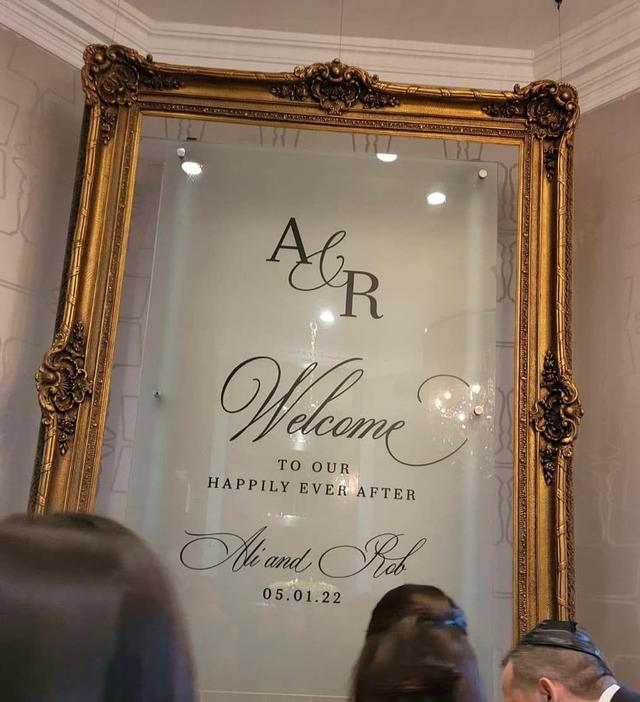 A & R
Welcome
TO OUR
HAPPILY EVER AFTER
Ali and Rob
05.01.22